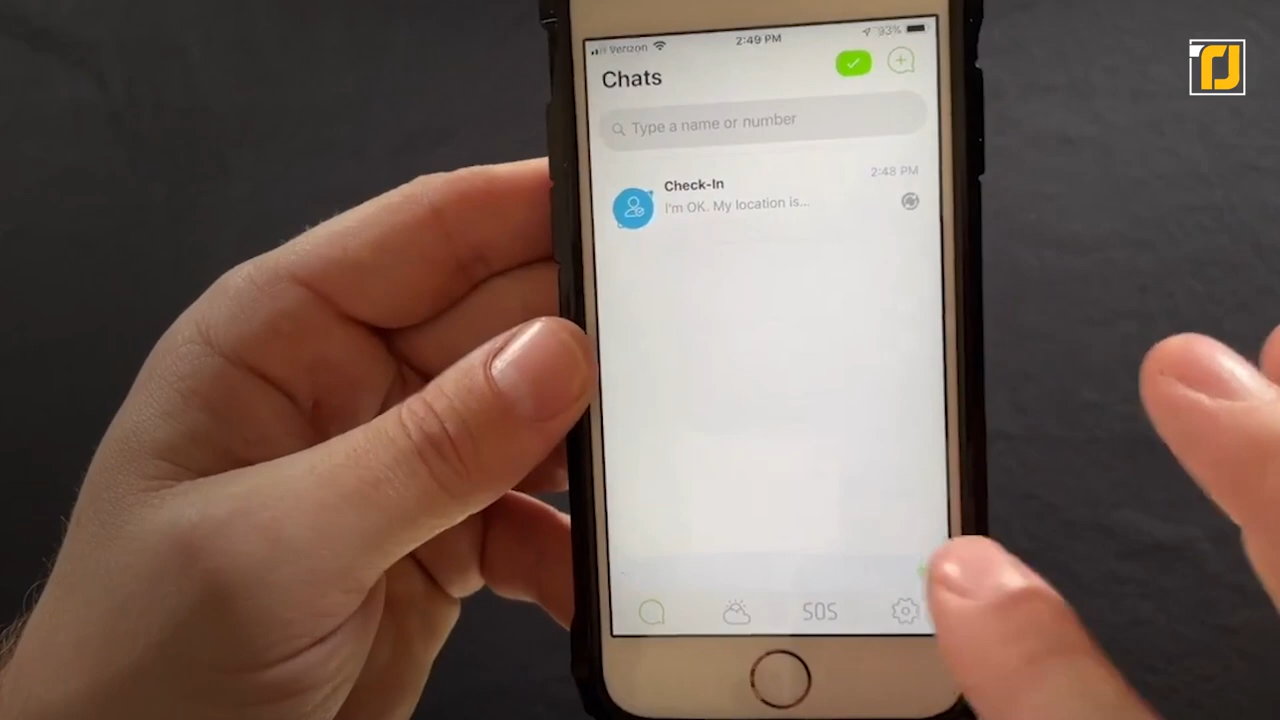 Verizon 2:49 PM 93%
Chats
Type a name or number
2:48 PM
Check-In
I'm OK. My location is...
SOS